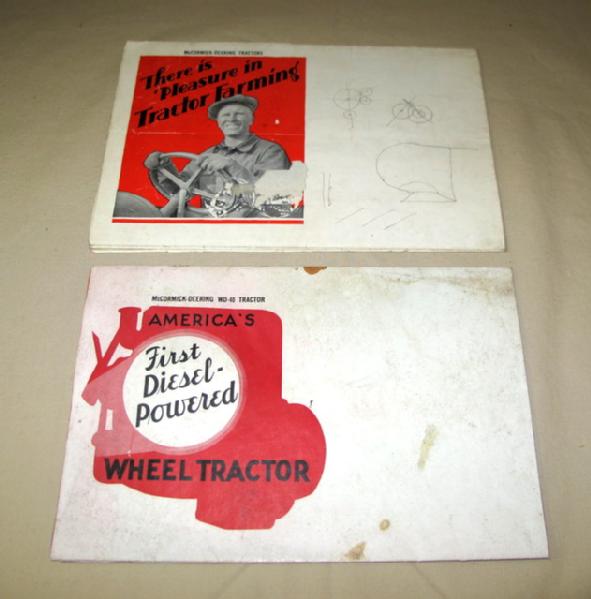 McCORMICK-DEERING TRACTORS
There is
Pleasure in
Tractor Farming
McCORMICK-DEERING WD-40 TRACTOR
AMERICA'S
First
Diesel-
Powered
WHEEL TRACTOR